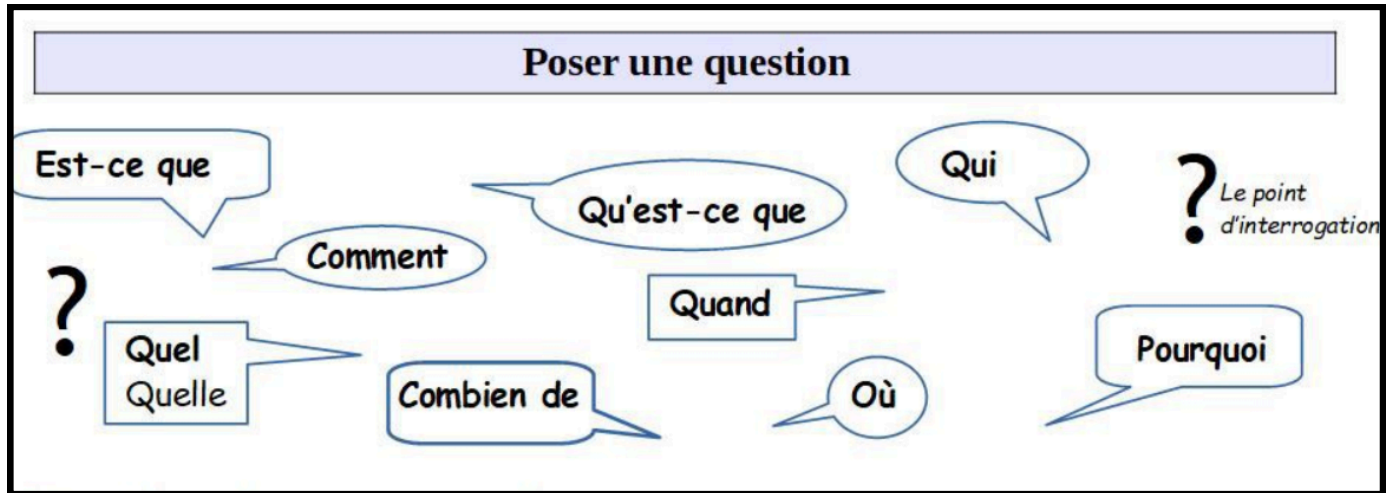 Poser une question
Est-ce que
Qu'est-ce que
Qui
?
Le point
d'interrogation
Comment
?
Quand
Quel
Quelle
Pourquoi
Combien de
Où